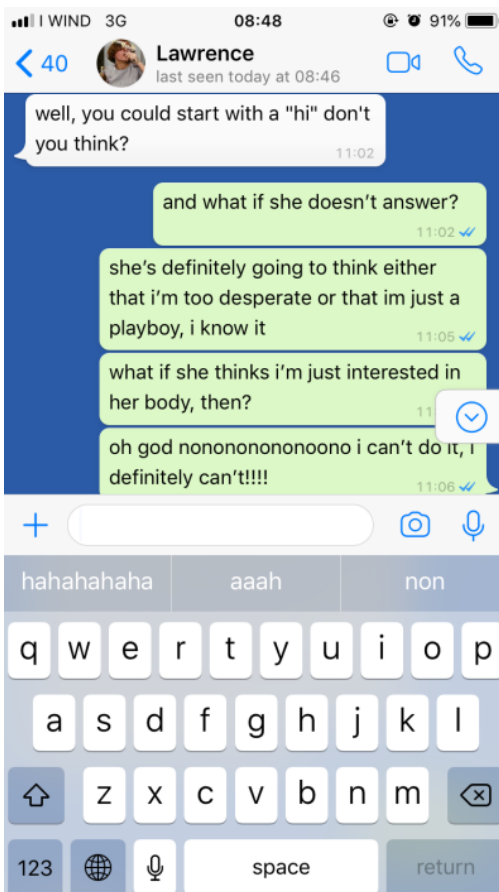 I WIND 3G 08:48 91%
40 Lawrence
last seen today at 08:46
well, you could start with a "hi" don't
you think?
11:02
and what if she doesn’t answer?
11:02
she’s definitely going to think either
that i’m too desperate or that im just a
playboy, i know it
11:05
what if she thinks i’m just interested in
her body, then?
11
oh god nonononononoono i can’t do it, i
definitely can’t!!!!
11:06
hahahahaha aaah non
q w e r t y u i o p
a s d f g h j k l
z x c v b n m
123 space return